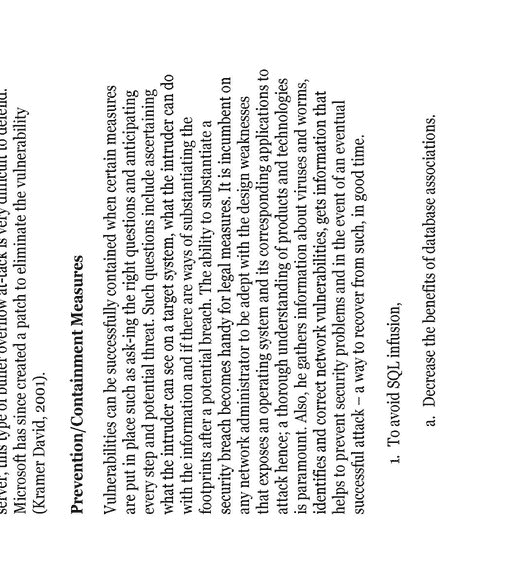 server, this type of buffer overflow at-tack is very difficult to defend.
Microsoft has since created a patch to eliminate the vulnerability
(Kramer David, 2001).
Prevention/Containment Measures
Vulnerabilities can be successfully contained when certain measures
are put in place such as ask-ing the right questions and anticipating
every step and potential threat. Such questions include ascertaining
what the intruder can see on a target system, what the intruder can do
with the information and if there are ways of substantiating the
footprints after a potential breach. The ability to substantiate a
security breach becomes handy for legal measures. It is incumbent on
any network administrator to be adept with the design weaknesses
that exposes an operating system and its corresponding applications to
attack hence; a thorough understanding of products and technologies
is paramount. Also, he gathers information about viruses and worms,
identifies and correct network vulnerabilities, gets information that
helps to prevent security problems and in the event of an eventual
successful attack – a way to recover from such, in good time.
1. To avoid SQL infusion,
a. Decrease the benefits of database associations.